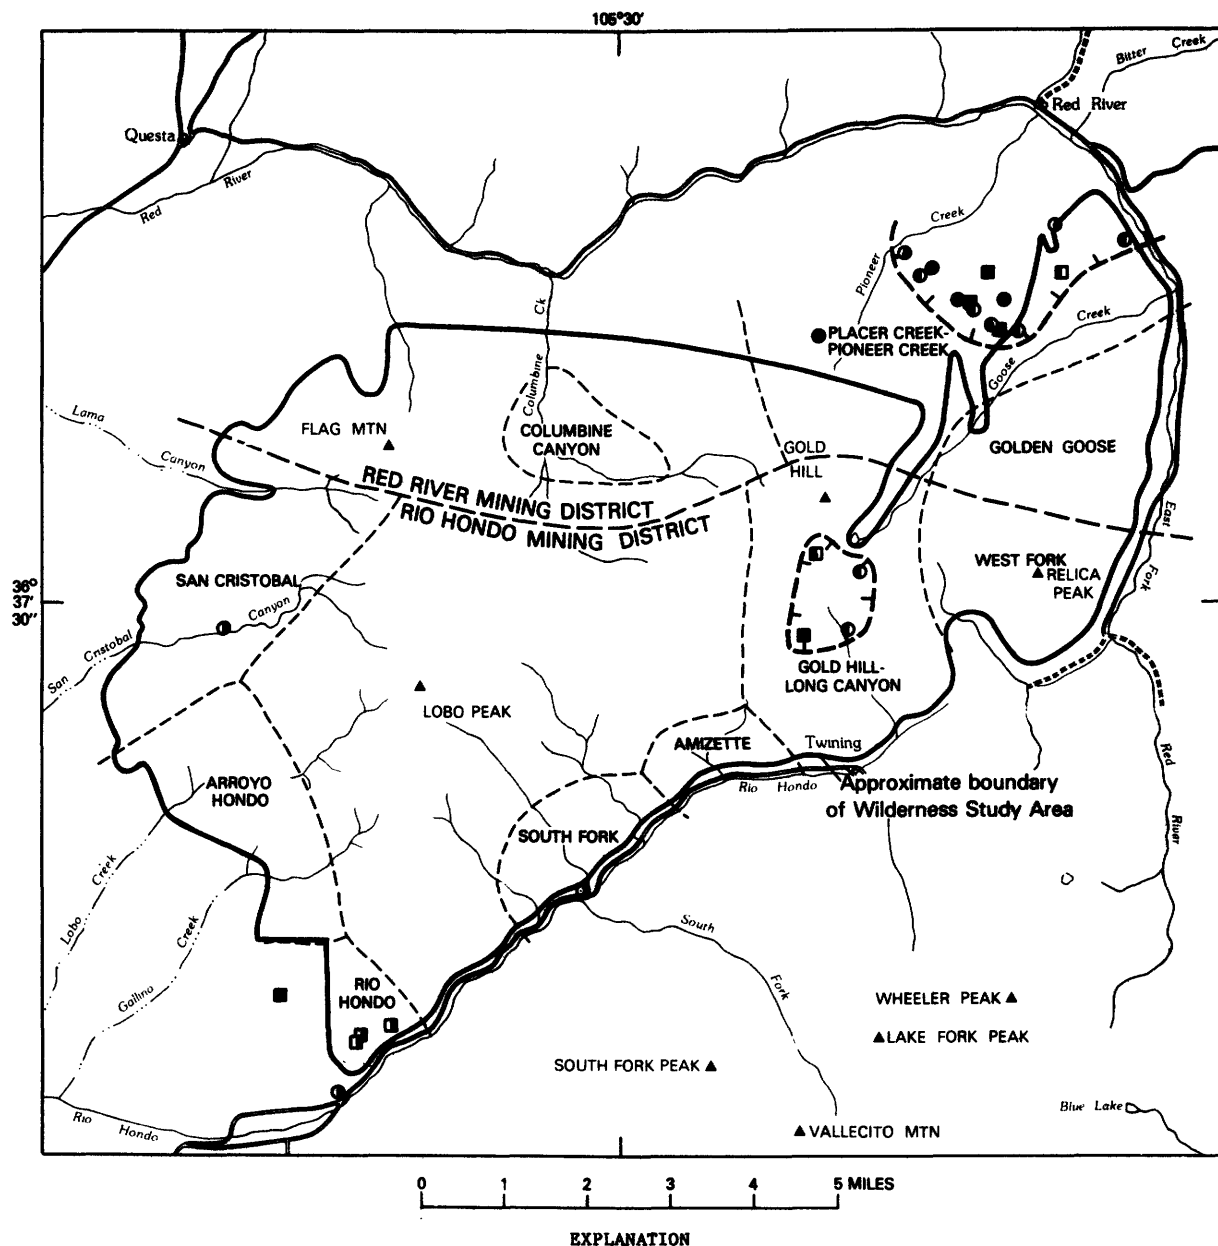 105°30'
Bitter Creek
Red River
Questa
Red River
Creek
Pioneer
Ck
Columbine
Creek
Goose
PLACER CREEK-
PIONEER CREEK
Lama
Canyon
FLAG MTN
COLUMBINE
CANYON
GOLD
HILL
GOLDEN GOOSE
RED RIVER MINING DISTRICT
RIO HONDO MINING DISTRICT
East
Fork
WEST FORK
RELICA
PEAK
SAN CRISTOBAL
36°
37'
30"
San Cristobal Canyon
GOLD HILL-
LONG CANYON
LOBO PEAK
AMIZETTE
Twining
Red
River
ARROYO
HONDO
Rio Hondo
Approximate boundary
of Wilderness Study Area
SOUTH FORK
Lobo Creek
Gallino Creek
South
Fork
RIO
HONDO
WHEELER PEAK
LAKE FORK PEAK
SOUTH FORK PEAK
Blue Lake
Rio Hondo
VALLECITO MTN
0 1 2 3 4 5 MILES
EXPLANATION